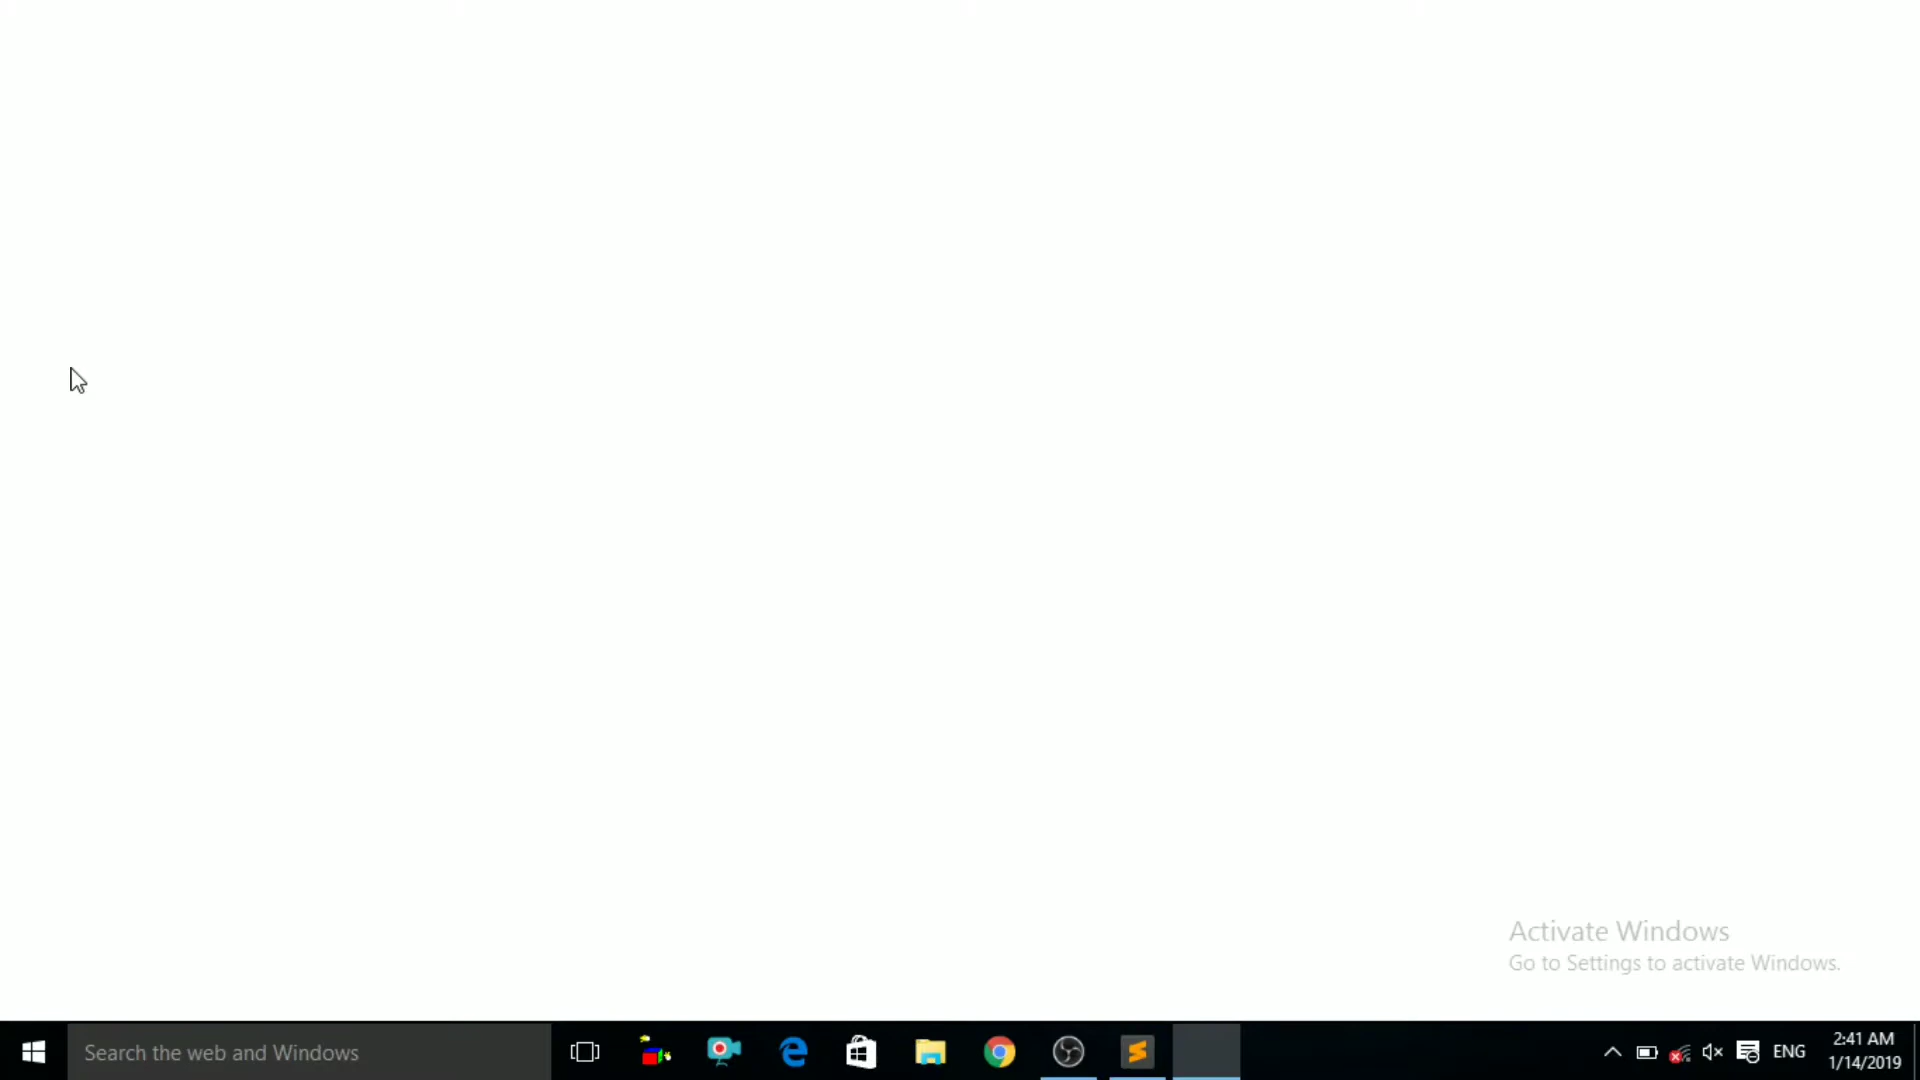 Activate Windows
Go to Settings to activate Windows.
Search the web and Windows
ENG
2:41 AM
1/14/2019